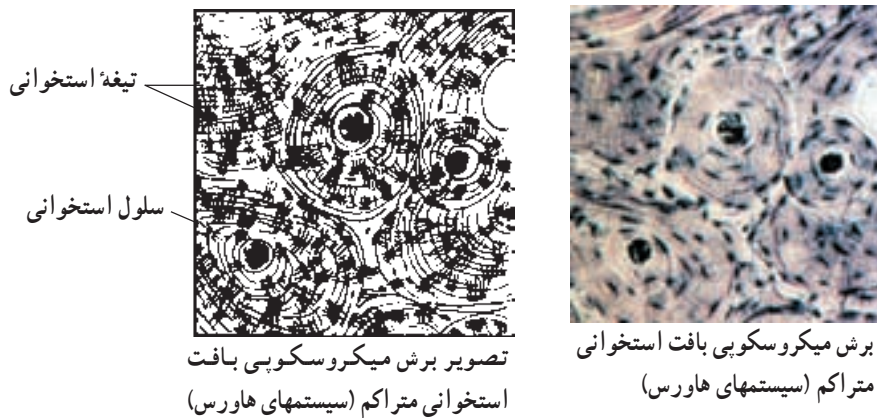 تیغهٔ استخوانی
سلول استخوانی
برش میکروسکوپی بافت استخوانی
متراکم (سیستمهای هاورس)
تصویر برش میکروسکوپی بافت
استخوانی متراکم (سیستمهای هاورس)